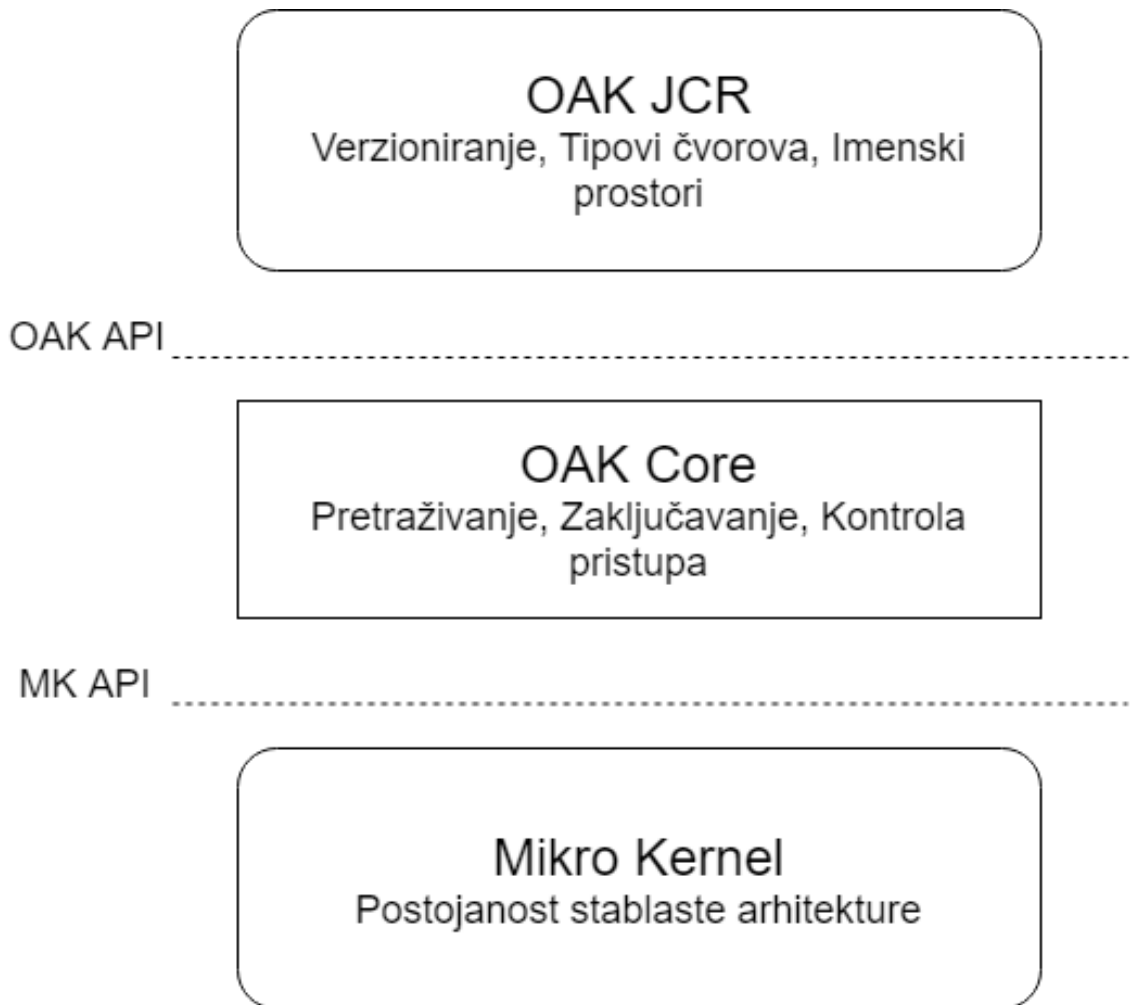 OAK JCR
Verzioniranje, Tipovi čvorova, Imenski
prostori
OAK API
OAK Core
Pretraživanje, Zaključavanje, Kontrola
pristupa
MK API
Mikro Kernel
Postojanost stablaste arhitekture